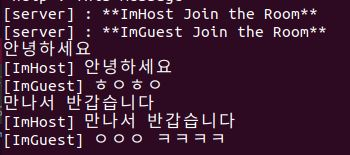 [server] : **ImHost Join the Room**
[server] : **ImGuest Join the Room**
안녕하세요
[ImHost] 안녕하세요
[ImGuest] ㅎㅇㅎㅇ
만나서 반갑습니다
[ImHost] 만나서 반갑습니다
[ImGuest] ㅇㅇㅇ ㅋㅋㅋㅋ